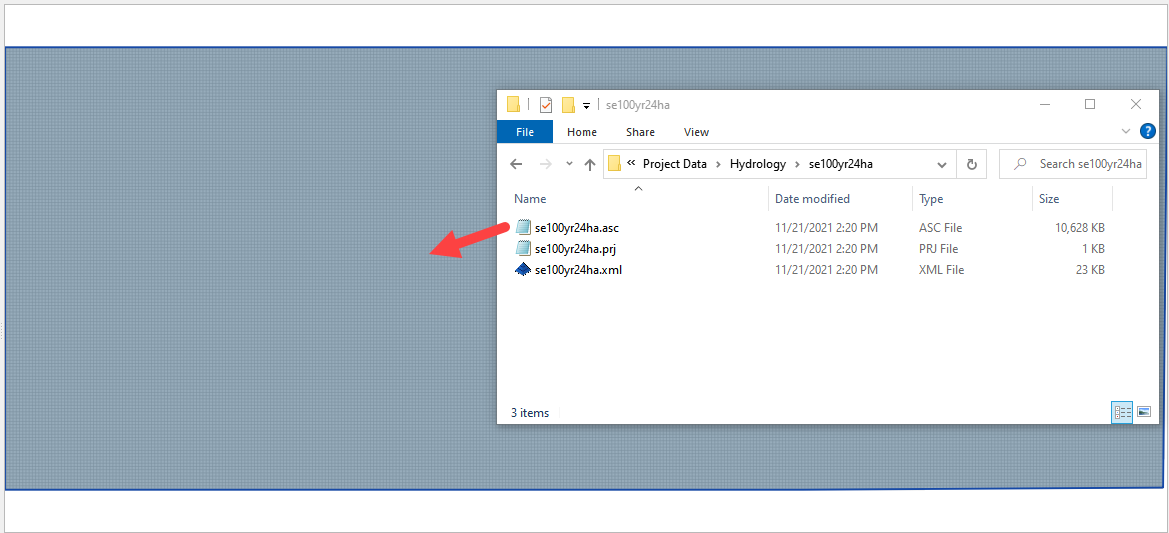 se100yr24ha
File Home Share View ?
« Project Data > Hydrology > se100yr24ha Search se100yr24ha
Name Date modified Type Size
se100yr24ha.asc 11/21/2021 2:20 PM ASC File 10,628 KB
se100yr24ha.prj 11/21/2021 2:20 PM PRJ File 1 KB
se100yr24ha.xml 11/21/2021 2:20 PM XML File 23 KB
3 items